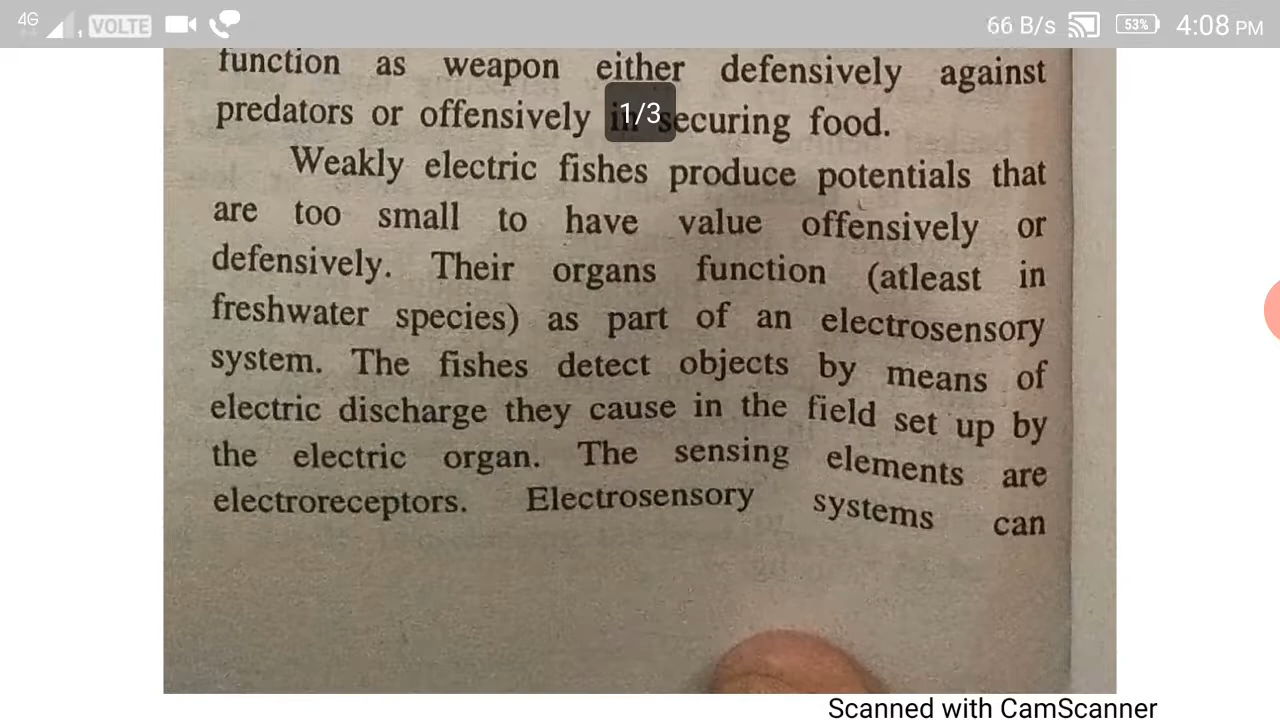 4G VOLTE 66 B/s 53% 4:08 PM
function as weapon either defensively against
predators or offensively in securing food.
1/3
Weakly electric fishes produce potentials that
are too small to have value offensively or
defensively. Their organs function (atleast in
freshwater species) as part of an electrosensory
system. The fishes detect objects by means of
electric discharge they cause in the field set up by
the electric organ. The sensing elements are
electroreceptors. Electrosensory systems can
Scanned with CamScanner